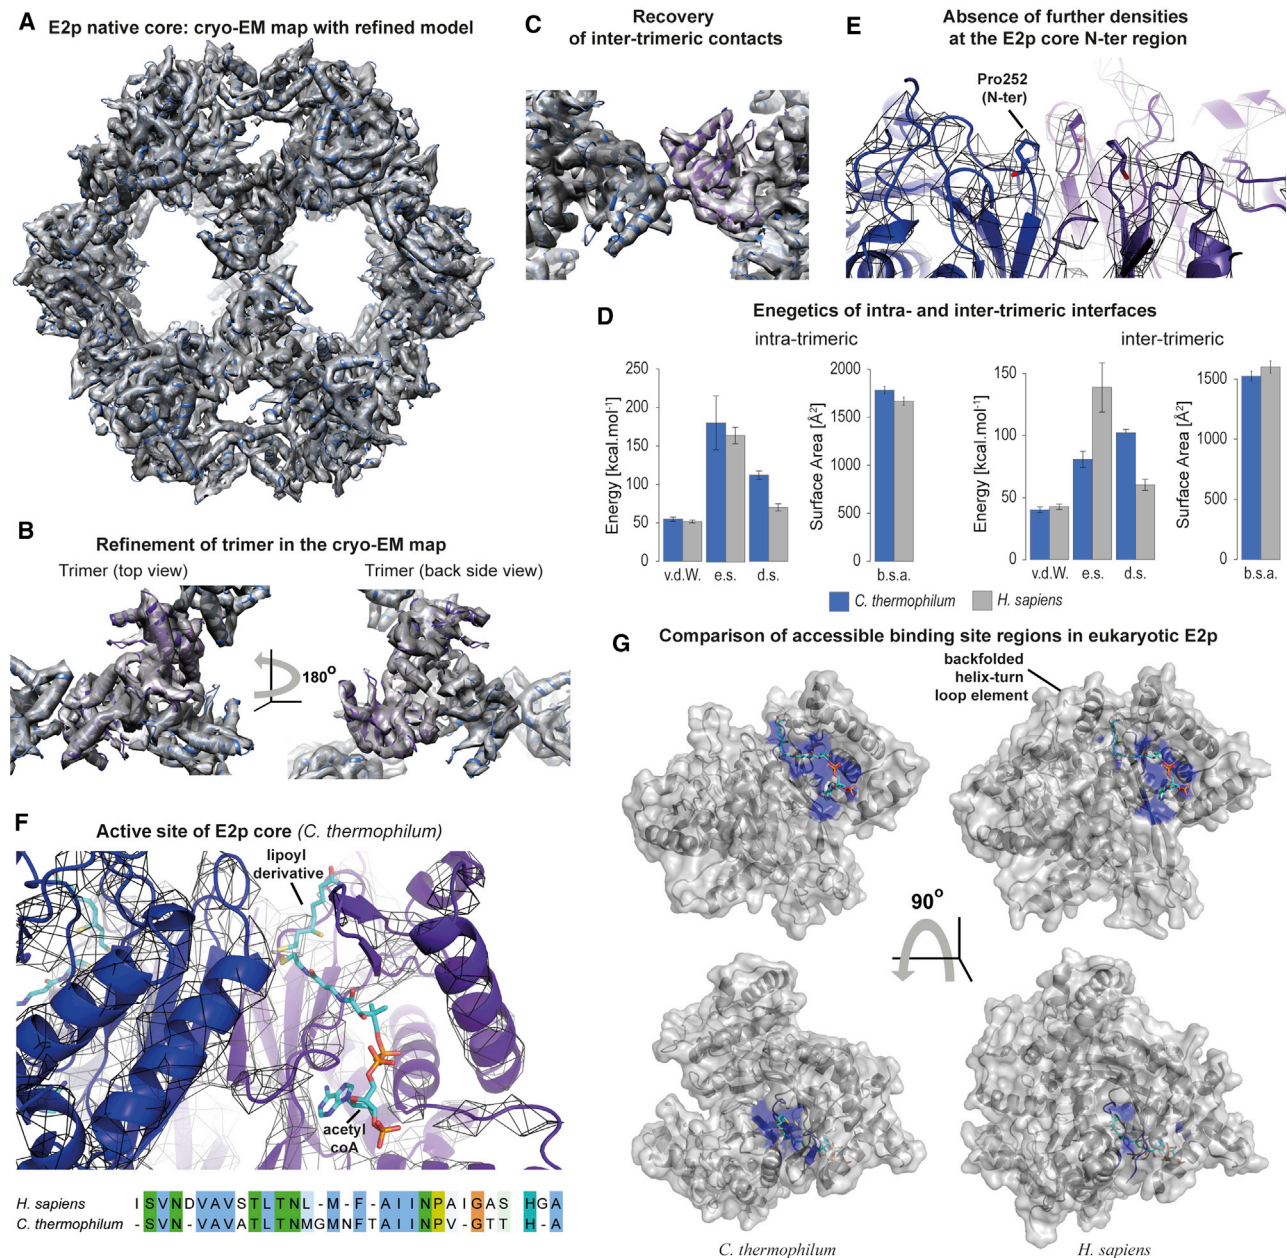 A
E2p native core: cryo-EM map with refined model
B
Refinement of trimer in the cryo-EM map
Trimer (top view)
Trimer (back side view)
180°
C
Recovery
of inter-trimeric contacts
E
Absence of further densities
at the E2p core N-ter region
Pro252
(N-ter)
D
Enegetics of intra- and inter-trimeric interfaces
intra-trimeric
inter-trimeric
Energy [kcal.mol-1]
250
200
150
100
50
0
v.d.W. e.s. d.s.
Surface Area [Å2]
2000
1500
1000
500
0
b.s.a.
Energy [kcal.mol-1]
150
100
50
0
v.d.W. e.s. d.s.
Surface Area [Å2]
1500
1000
500
0
b.s.a.
C. thermophilum
H. sapiens
F
Active site of E2p core (C. thermophilum)
lipoyl
derivative
acetyl
coA
H. sapiens I S V N D V A V S T L T N L - M - F - A I I N P A I G A S H G A
C. thermophilum - S V N - V A V A T L T N M G M N F T A I I N P V - G T T H - A
G
Comparison of accessible binding site regions in eukaryotic E2p
backfolded
helix-turn
loop element
90°
C. thermophilum
H. sapiens